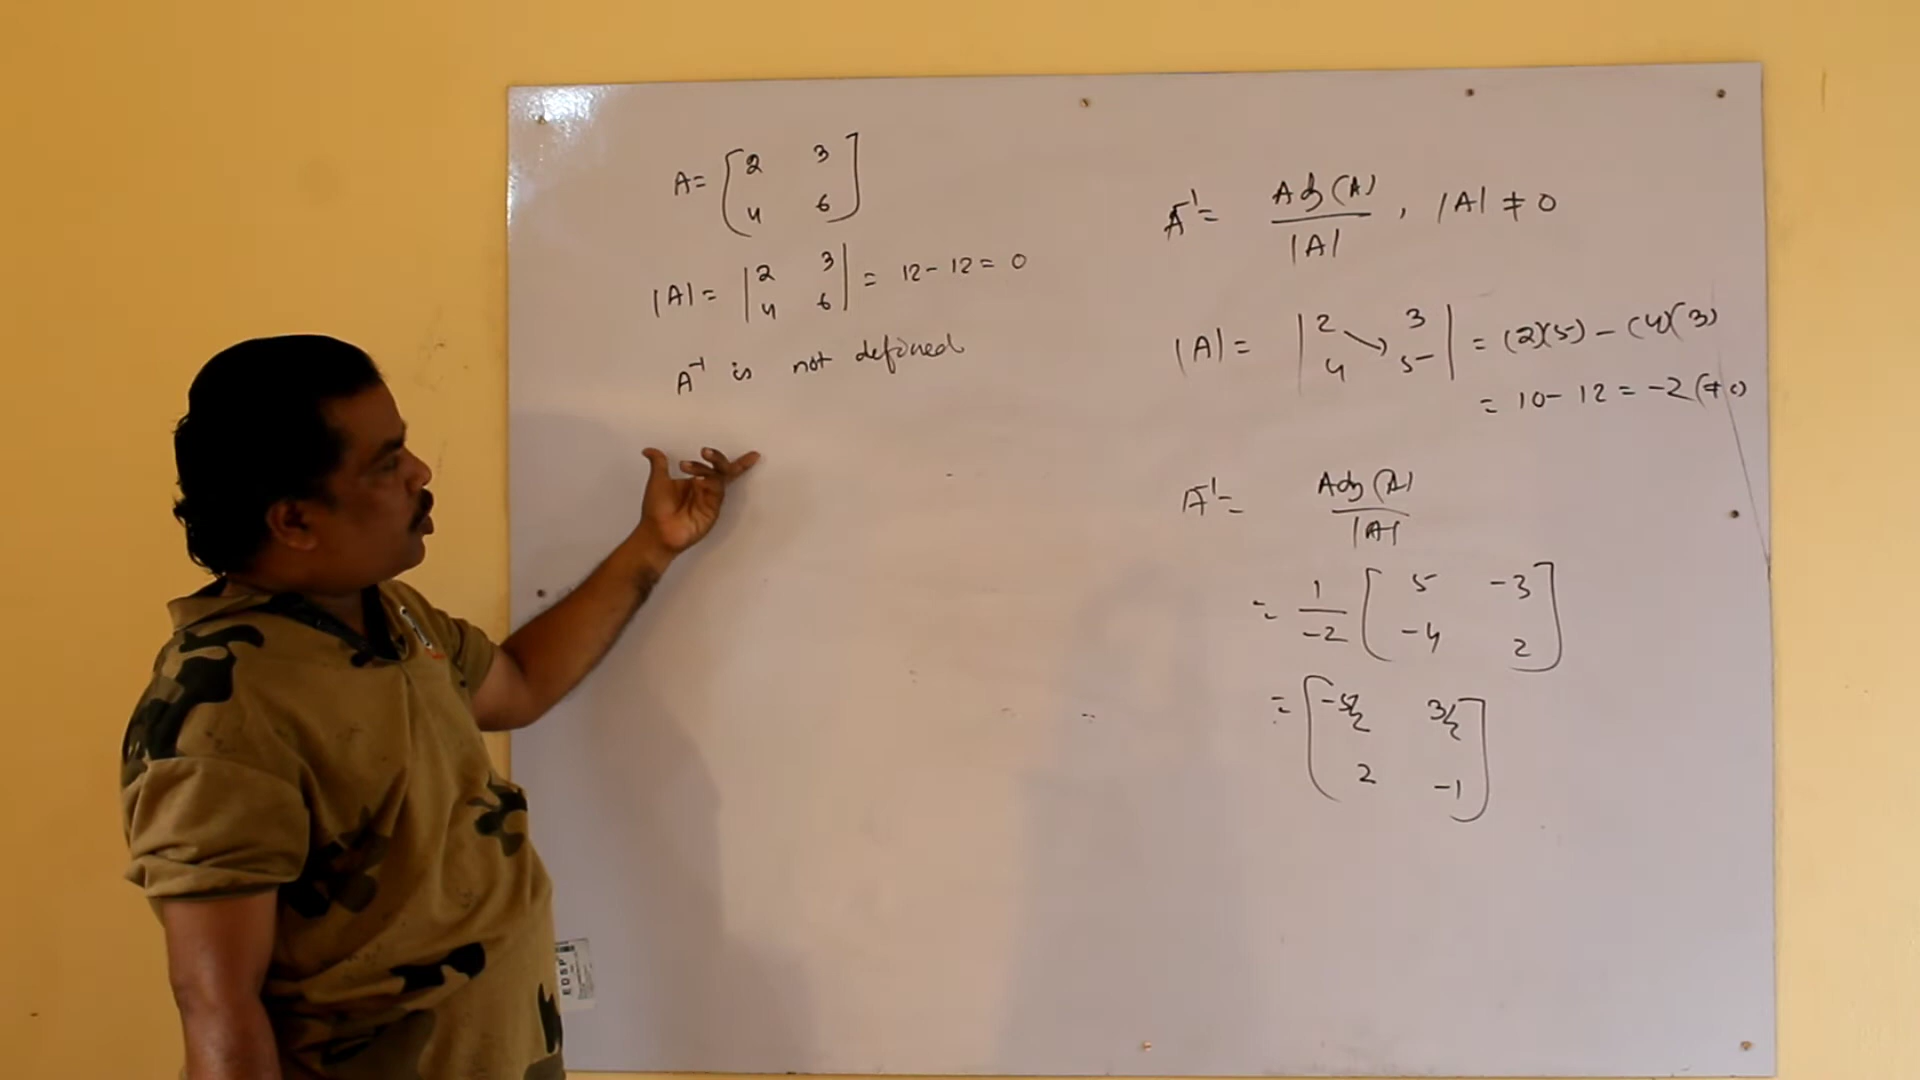 A = [ 2 3
4 6 ]
|A| = | 2 3
4 6 | = 12 - 12 = 0
A⁻¹ is not defined
A⁻¹ = Adj(A) / |A| , |A| ≠ 0
|A| = | 2 3
4 5 | = (2)(5) - (4)(3)
= 10 - 12 = -2 (≠ 0)
A⁻¹ = Adj(A) / |A|
= 1/-2 [ 5 -3
-4 2 ]
= [ -5/2 3/2
2 -1 ]
EDSP